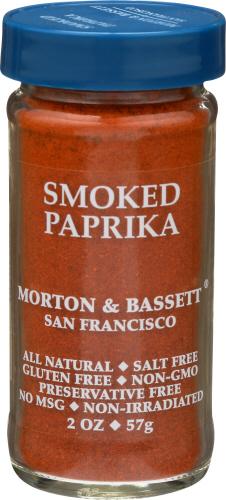 SMOKED
PAPRIKA
MORTON & BASSETT®
SAN FRANCISCO
ALL NATURAL ◆ SALT FREE
GLUTEN FREE ◆ NON-GMO
PRESERVATIVE FREE
NO MSG ◆ NON-IRRADIATED
2 OZ ◆ 57g